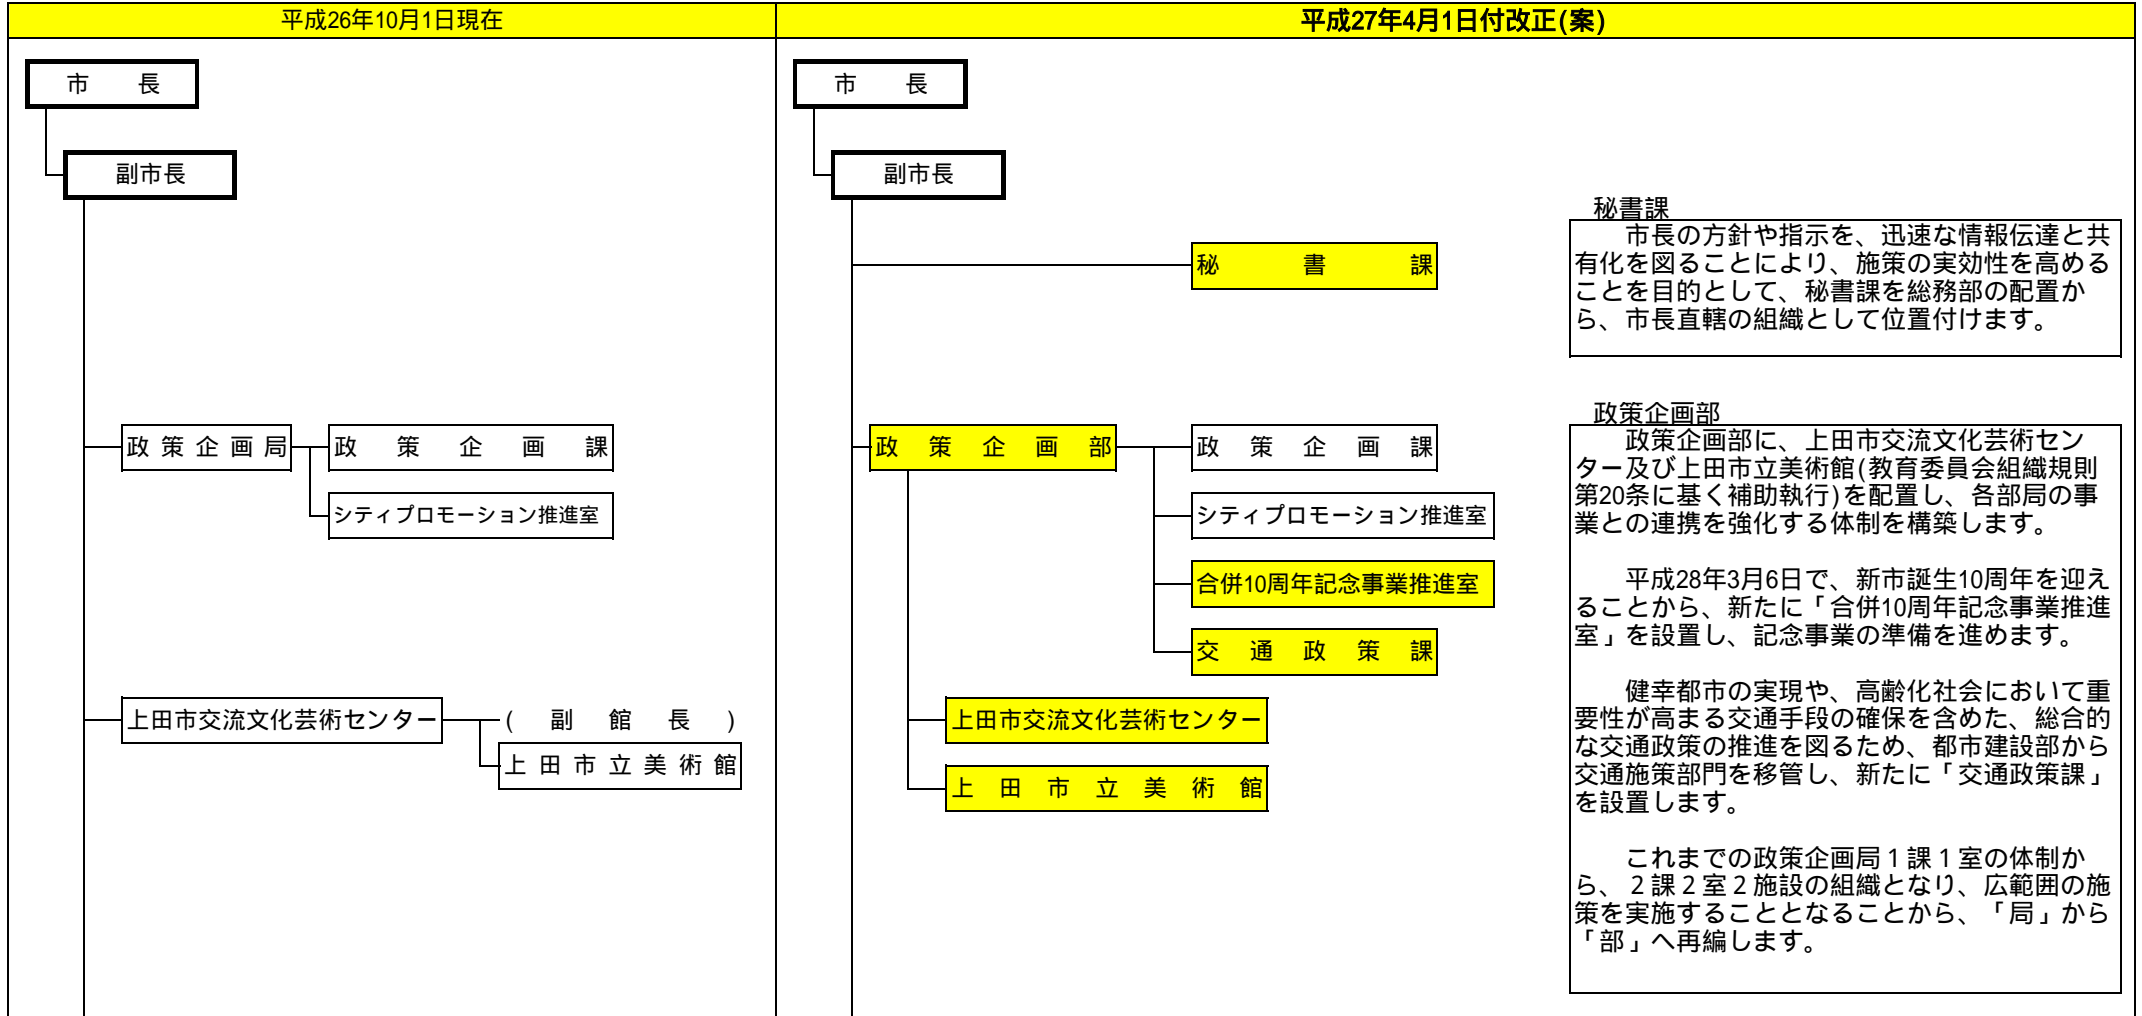 平成26年10月1日現在
市　長
副市長
政策企画局
政策企画課
シティプロモーション推進室
上田市交流文化芸術センター
(副館長)
上田市立美術館
平成27年4月1日付改正(案)
市　長
副市長
秘書課
政策企画部
政策企画課
シティプロモーション推進室
合併10周年記念事業推進室
交通政策課
上田市交流文化芸術センター
上田市立美術館
秘書課
市長の方針や指示を、迅速な情報伝達と共
有化を図ることにより、施策の実効性を高める
ことを目的として、秘書課を総務部の配置か
ら、市長直轄の組織として位置付けます。
政策企画部
政策企画部に、上田市交流文化芸術セン
ター及び上田市立美術館(教育委員会組織規則
第20条に基く補助執行)を配置し、各部局の事
業との連携を強化する体制を構築します。
平成28年3月6日で、新市誕生10周年を迎え
ることから、新たに「合併10周年記念事業推進
室」を設置し、記念事業の準備を進めます。
健幸都市の実現や、高齢化社会において重
要性が高まる交通手段の確保を含めた、総合的
な交通政策の推進を図るため、都市建設部から
交通施策部門を移管し、新たに「交通政策課」
を設置します。
これまでの政策企画局１課１室の体制か
ら、２課２室２施設の組織となり、広範囲の施
策を実施することとなることから、「局」から
「部」へ再編します。